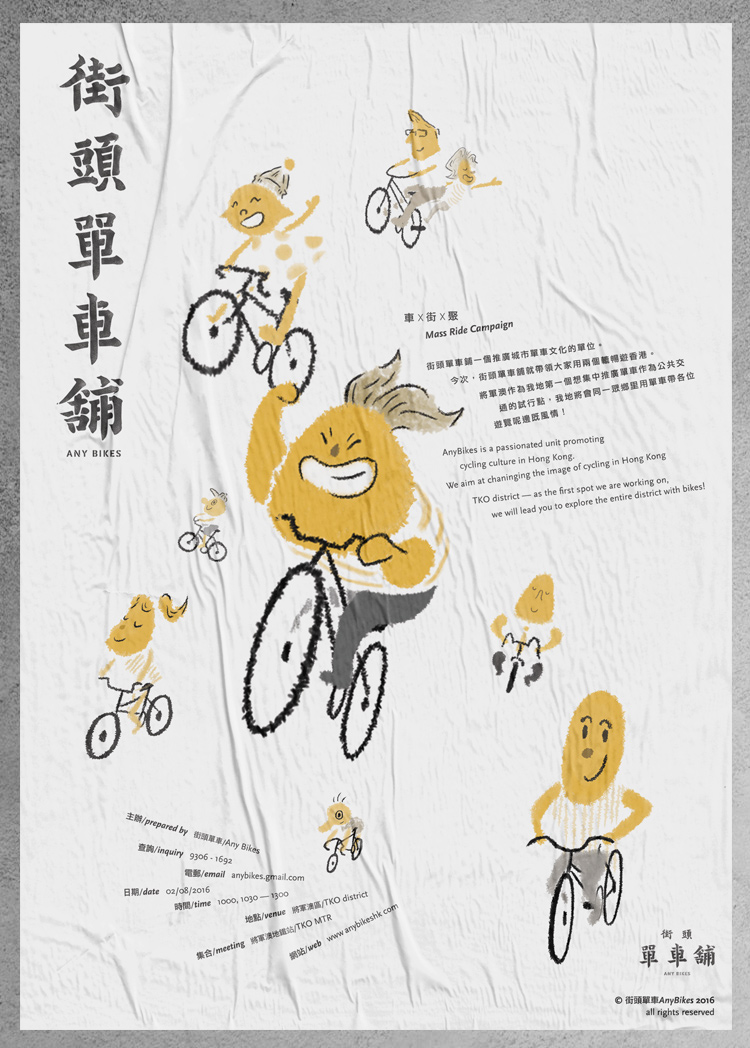 街頭單車舖
ANY BIKES
車 x 街 x 聚
Mass Ride Campaign
街頭單車舖一個推廣城市單車文化的單位。
今次,街頭單車舖就帶領大家用兩個轆暢遊香港。
將軍澳作為我地第一個想集中推廣單車作為公共交
通的試行點,我地將會同一眾鄉里用單車帶各位
遊覽呢邊既風情!
AnyBikes is a passionated unit promoting
cycling culture in Hong Kong.
We aim at chaninging the image of cycling in Hong Kong
TKO district — as the first spot we are working on,
we will lead you to explore the entire district with bikes!
主辦/prepared by 街頭單車/Any Bikes
查詢/inquiry 9306 - 1692
電郵/email anybikes.gmail.com
日期/date 02/08/2016
時間/time 1000, 1030 — 1300
地點/venue 將軍澳區/TKO district
集合/meeting 將軍澳地鐵站/TKO MTR
網站/web www.anybikeshk.com
街頭
單車舖
ANY BIKES
© 街頭單車AnyBikes 2016
all rights reserved